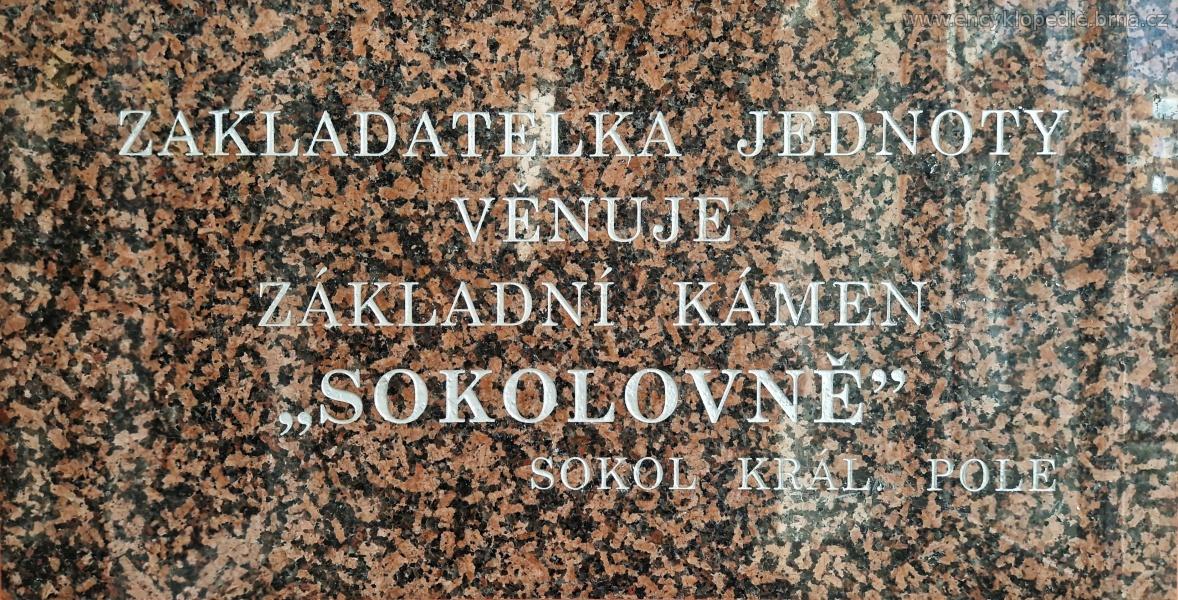 www.encyklopedie.brna.cz
ZAKLADATELKA JEDNOTY
VĚNUJE
ZÁKLADNÍ KÁMEN
„SOKOLOVNĚ”
SOKOL KRÁL. POLE